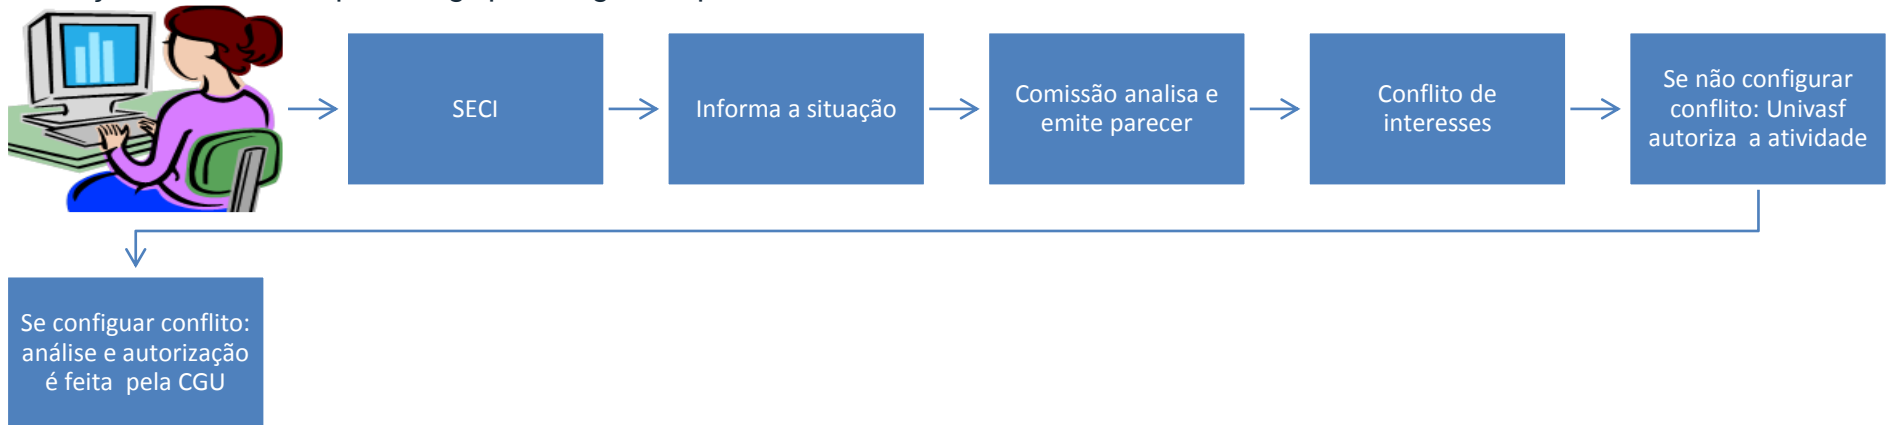 SECI
Informa a situação
Comissão analisa e
emite parecer
Conflito de
interesses
Se não configurar
conflito: Univasf
autoriza a atividade
Se configuar conflito:
análise e autorização
é feita pela CGU